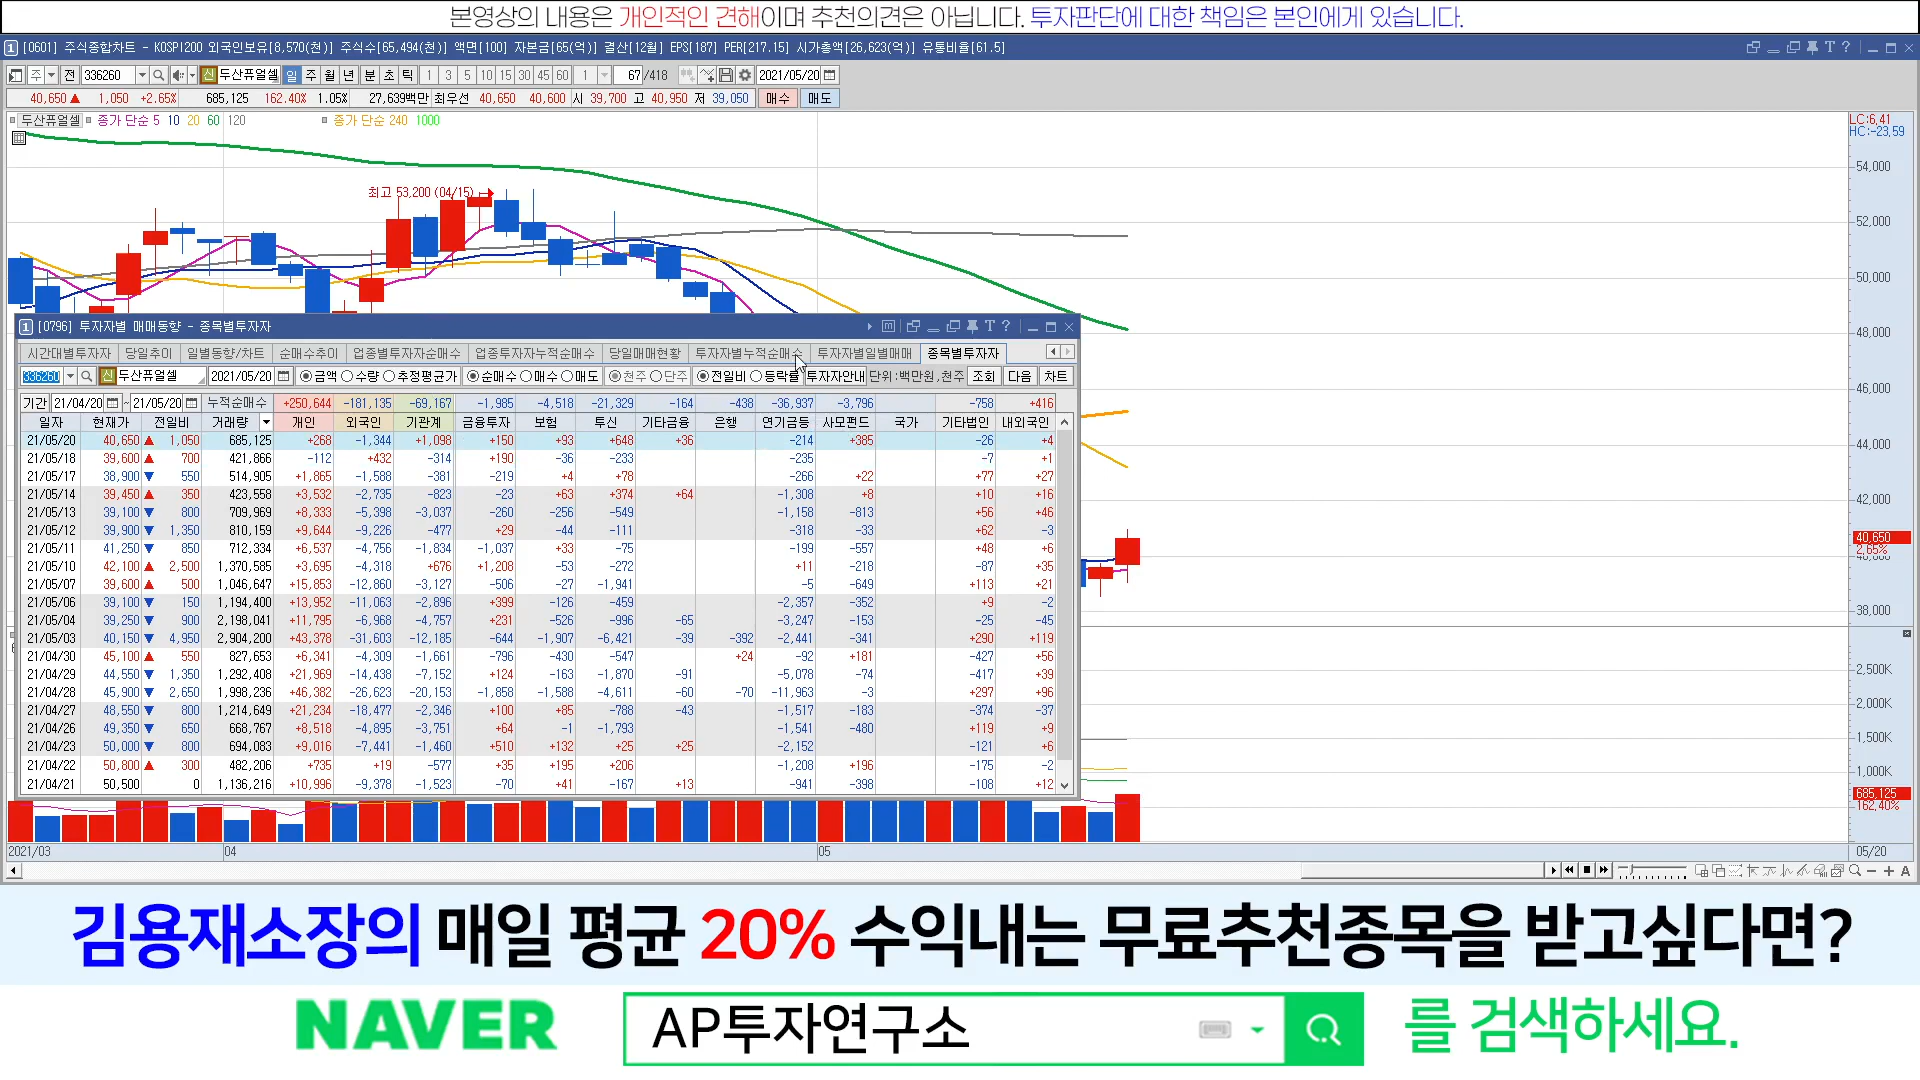 본영상의 내용은 개인적인 견해이며 추천의견은 아닙니다. 투자판단에 대한 책임은 본인에게 있습니다.
1 [0601] 주식종합차트 - KOSPI200 외국인보유[8,570(천)] 주식수[65,494(천)] 액면[100] 자본금[65(억)] 결산[12월] EPS[187] PER[217.15] 시가총액[26,623(억)] 유통비율[61.5]
주 전 336260 신 두산퓨얼셀 일 주 월 년 분 초 틱 1 3 5 10 15 30 45 60 1 67 /418 2021/05/20
40,650 ▲ 1,050 +2.65% 685,125 162.40% 1.05% 27,639백만 최우선 40,650 40,600 시 39,700 고 40,950 저 39,050 매수 매도
두산퓨얼셀 종가 단순 5 10 20 60 120 종가 단순 240 1000
LC:6,41
HC:-23,59
54,000
최고 53,200 (04/15)
52,000
50,000
48,000
46,000
44,000
42,000
40,650
2,65%
40,000
38,000
1 [0796] 투자자별 매매동향 - 종목별투자자
시간대별투자자 당일추이 일별동향/차트 순매수추이 업종별투자자순매수 업종투자자누적순매수 당일매매현황 투자자별누적순매수 투자자별일별매매 종목별투자자
336260 신 두산퓨얼셀 2021/05/20 금액 수량 추정평균가 순매수 매수 매도 천주 단주 전일비 등락률 투자자안내 단위:백만원,천주 조회 다음 차트
기간 21/04/20 ~ 21/05/20 누적순매수 +250,644 -181,135 -69,167 -1,985 -4,518 -21,329 -164 -438 -36,937 -3,796 -758 +416
일자 현재가 전일비 거래량 개인 외국인 기관계 금융투자 보험 투신 기타금융 은행 연기금등 사모펀드 국가 기타법인 내외국인
21/05/20 40,650 ▲ 1,050 685,125 +268 -1,344 +1,098 +150 +93 +648 +36 -214 +385 -26 +4
21/05/18 39,600 ▲ 700 421,866 -112 +432 -314 +190 -36 -233 -235 -7 +1
21/05/17 38,900 ▼ 550 514,905 +1,865 -1,588 -381 -219 +4 +78 -266 +22 +77 +27
21/05/14 39,450 ▲ 350 423,558 +3,532 -2,735 -823 -23 +63 +374 +64 -1,308 +8 +10 +16
21/05/13 39,100 ▼ 800 709,969 +8,333 -5,398 -3,037 -260 -256 -549 -1,158 -813 +56 +46
21/05/12 39,900 ▼ 1,350 810,159 +9,644 -9,226 -477 +29 -44 -111 -318 -33 +62 -3
21/05/11 41,250 ▼ 850 712,334 +6,537 -4,756 -1,834 -1,037 +33 -75 -199 -557 +48 +6
21/05/10 42,100 ▲ 2,500 1,370,585 +3,695 -4,318 +676 +1,208 -53 -272 +11 -218 -87 +35
21/05/07 39,600 ▲ 500 1,046,647 +15,853 -12,860 -3,127 -506 -27 -1,941 -5 -649 +113 +21
21/05/06 39,100 ▼ 150 1,194,400 +13,952 -11,063 -2,896 +399 -126 -459 -2,357 -352 +9 -2
21/05/04 39,250 ▼ 900 2,198,041 +11,795 -6,968 -4,757 +231 -526 -996 -65 -3,247 -153 -25 -45
21/05/03 40,150 ▼ 4,950 2,904,200 +43,378 -31,603 -12,185 -644 -1,907 -6,421 -39 -392 -2,441 -341 +290 +119
21/04/30 45,100 ▲ 550 827,653 +6,341 -4,309 -1,661 -796 -430 -547 +24 -92 +181 -427 +56
21/04/29 44,550 ▼ 1,350 1,292,408 +21,969 -14,438 -7,152 +124 -163 -1,870 -91 -5,078 -74 -417 +39
21/04/28 45,900 ▼ 2,650 1,998,236 +46,382 -26,623 -20,153 -1,858 -1,588 -4,611 -60 -70 -11,963 -3 +297 +96
21/04/27 48,550 ▼ 800 1,214,649 +21,234 -18,477 -2,346 +100 +85 -788 -43 -1,517 -183 -374 -37
21/04/26 49,350 ▼ 650 668,767 +8,518 -4,895 -3,751 +64 -1 -1,793 -1,541 -480 +119 +9
21/04/23 50,000 ▼ 800 694,083 +9,016 -7,441 -1,460 +510 +132 +25 +25 -2,152 -121 +6
21/04/22 50,800 ▲ 300 482,206 +735 +19 -577 +35 +195 +206 -1,208 +196 -175 -2
21/04/21 50,500 0 1,136,216 +10,996 -9,378 -1,523 -70 +41 -167 +13 -941 -398 -108 +12
2,500K
2,000K
1,500K
1,000K
685,125
162,40%
2021/03 04 05 05/20
김용재소장의 매일 평균 20% 수익내는 무료추천종목을 받고싶다면?
NAVER AP투자연구소 를 검색하세요.